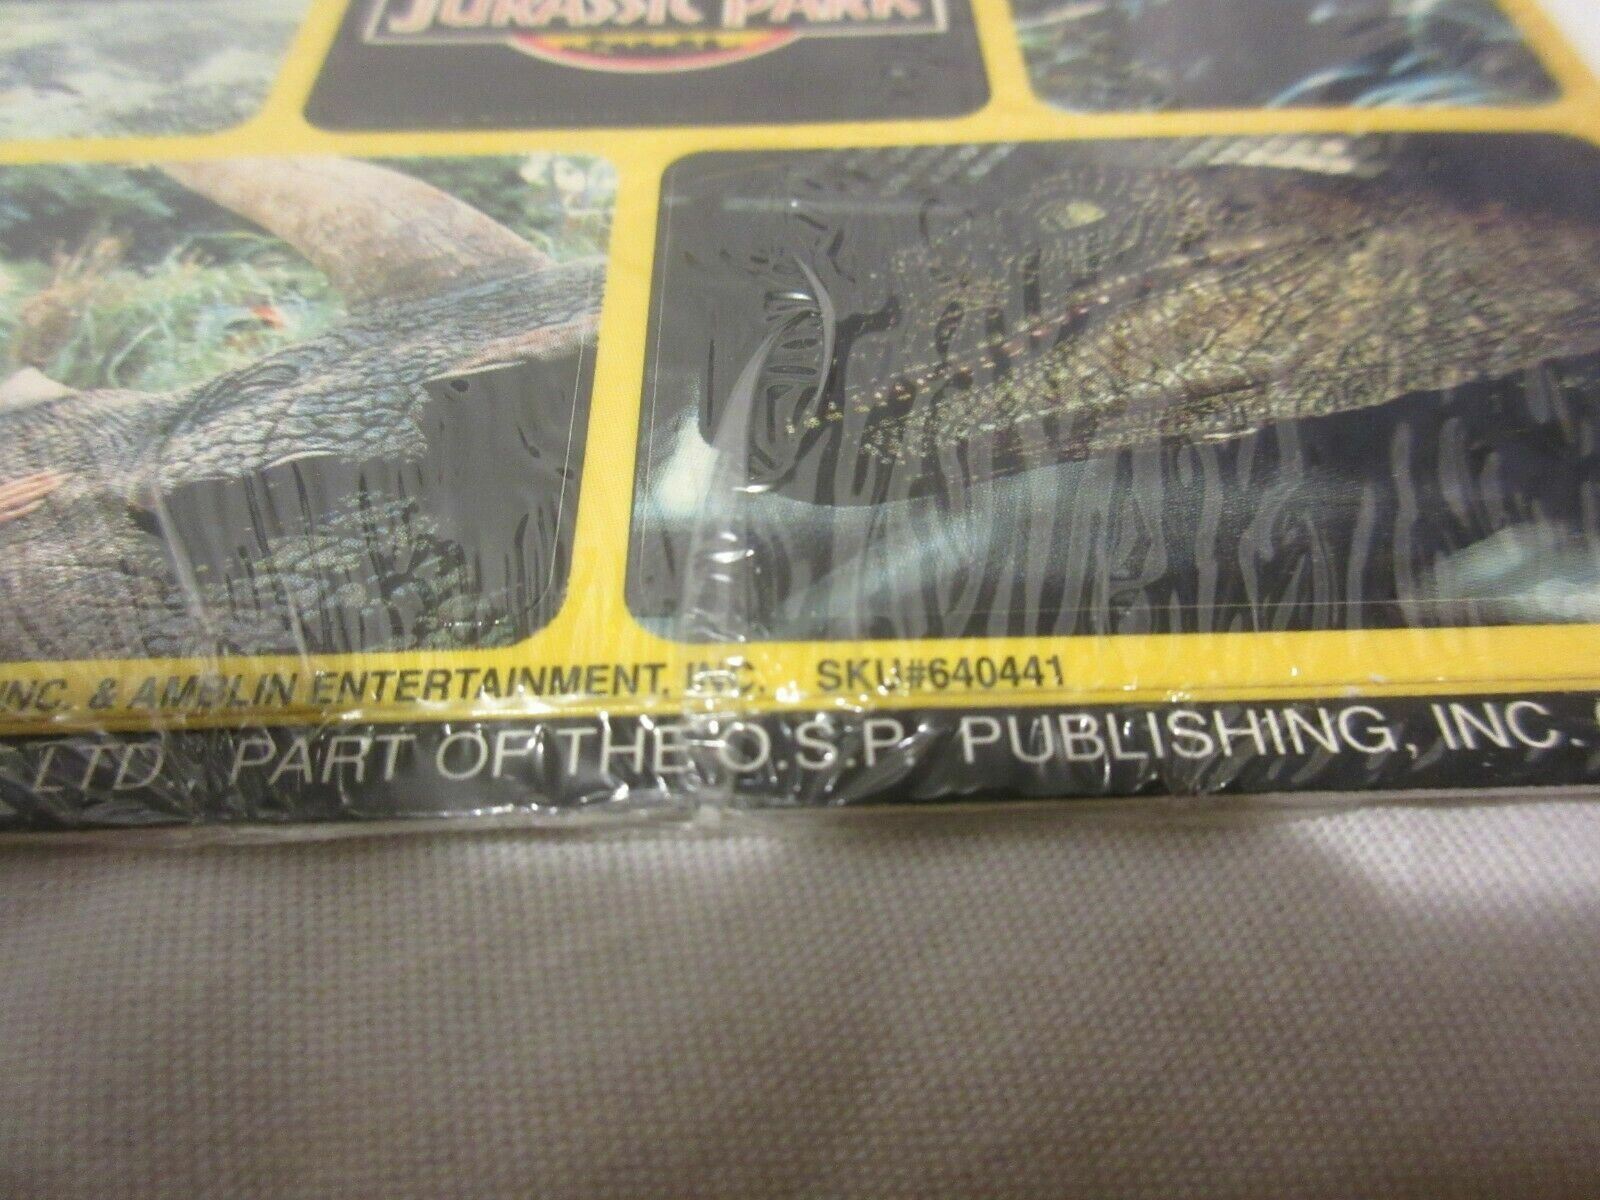 JURASSIC PARK
INC. & AMBLIN ENTERTAINMENT, INC. SKU#640441
LTD. PART OF THE O.S.P. PUBLISHING, INC.